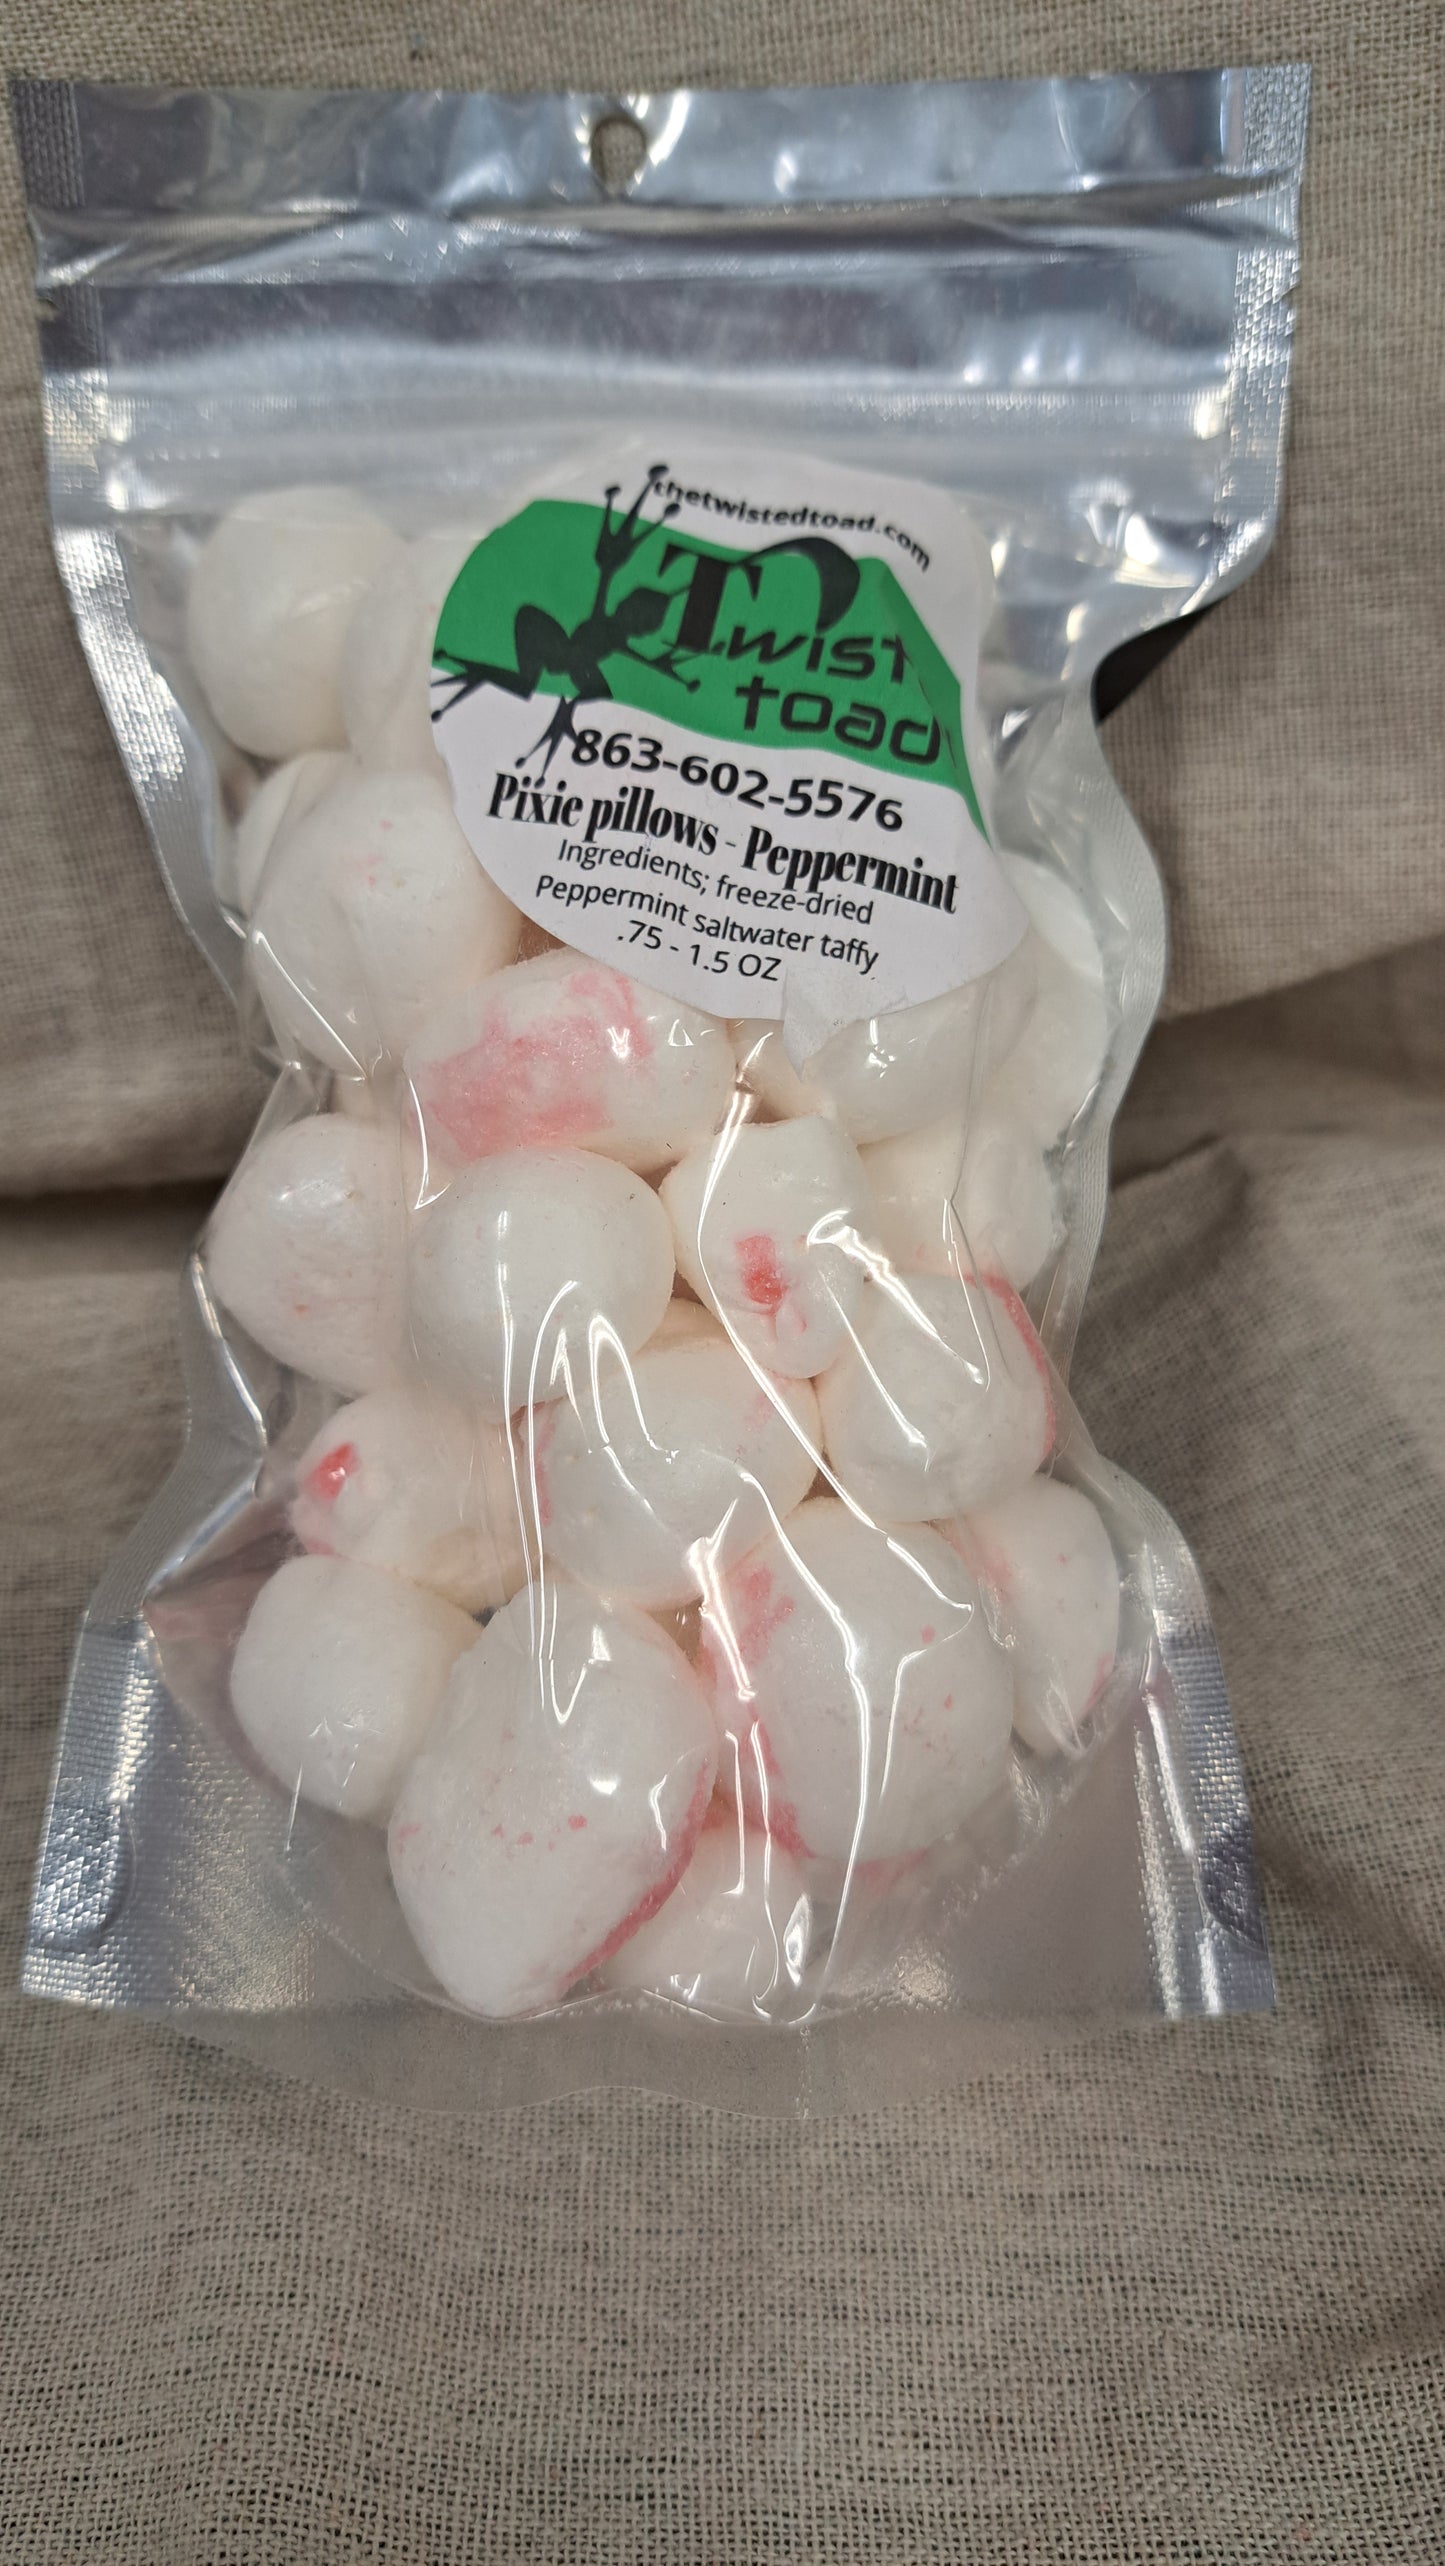 thetwistedtoad.com
Twist
toad
863-602-5576
Pixie pillows - Peppermint
Ingredients; freeze-dried
Peppermint saltwater taffy
.75 - 1.5 OZ